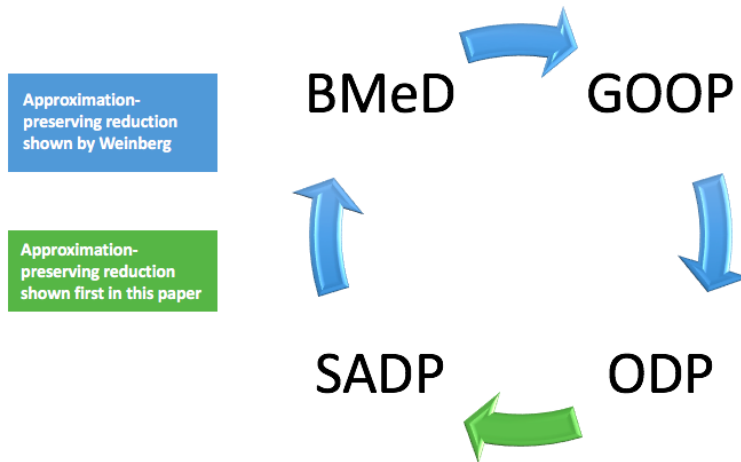 BMeD
GOOP
Approximation-
preserving reduction
shown by Weinberg
Approximation-
preserving reduction
shown first in this paper
SADP
ODP